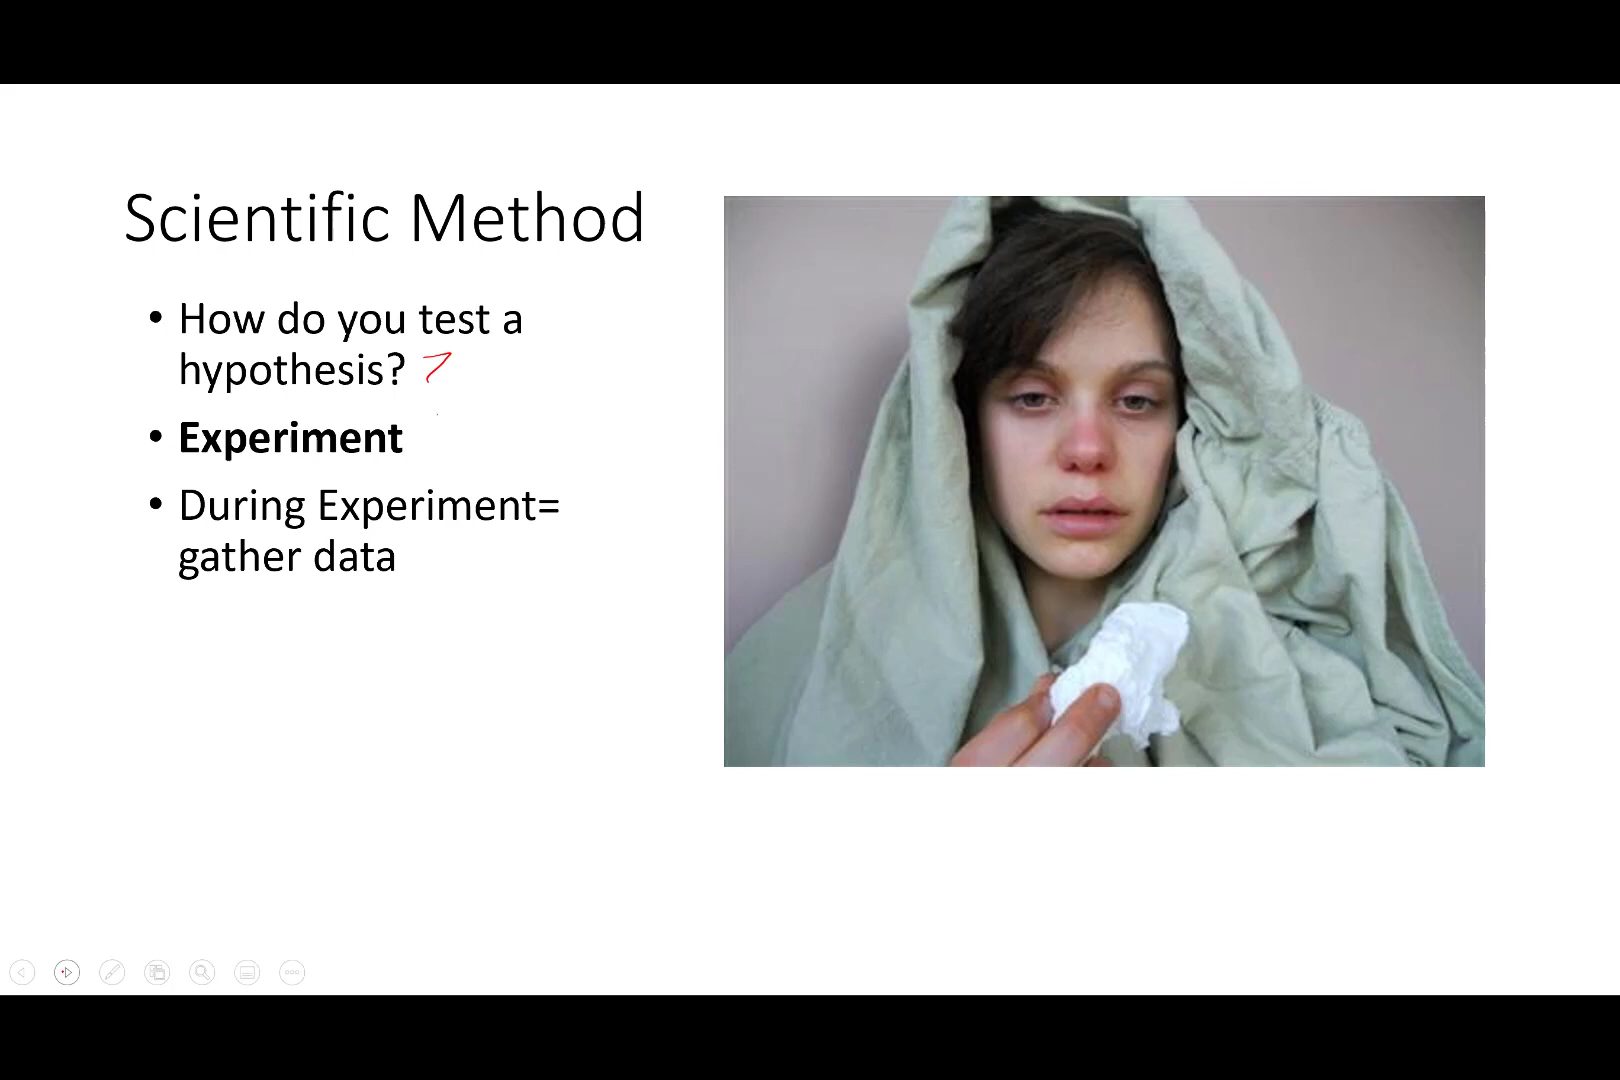 Scientific Method
• How do you test a
hypothesis?
• Experiment
• During Experiment=
gather data